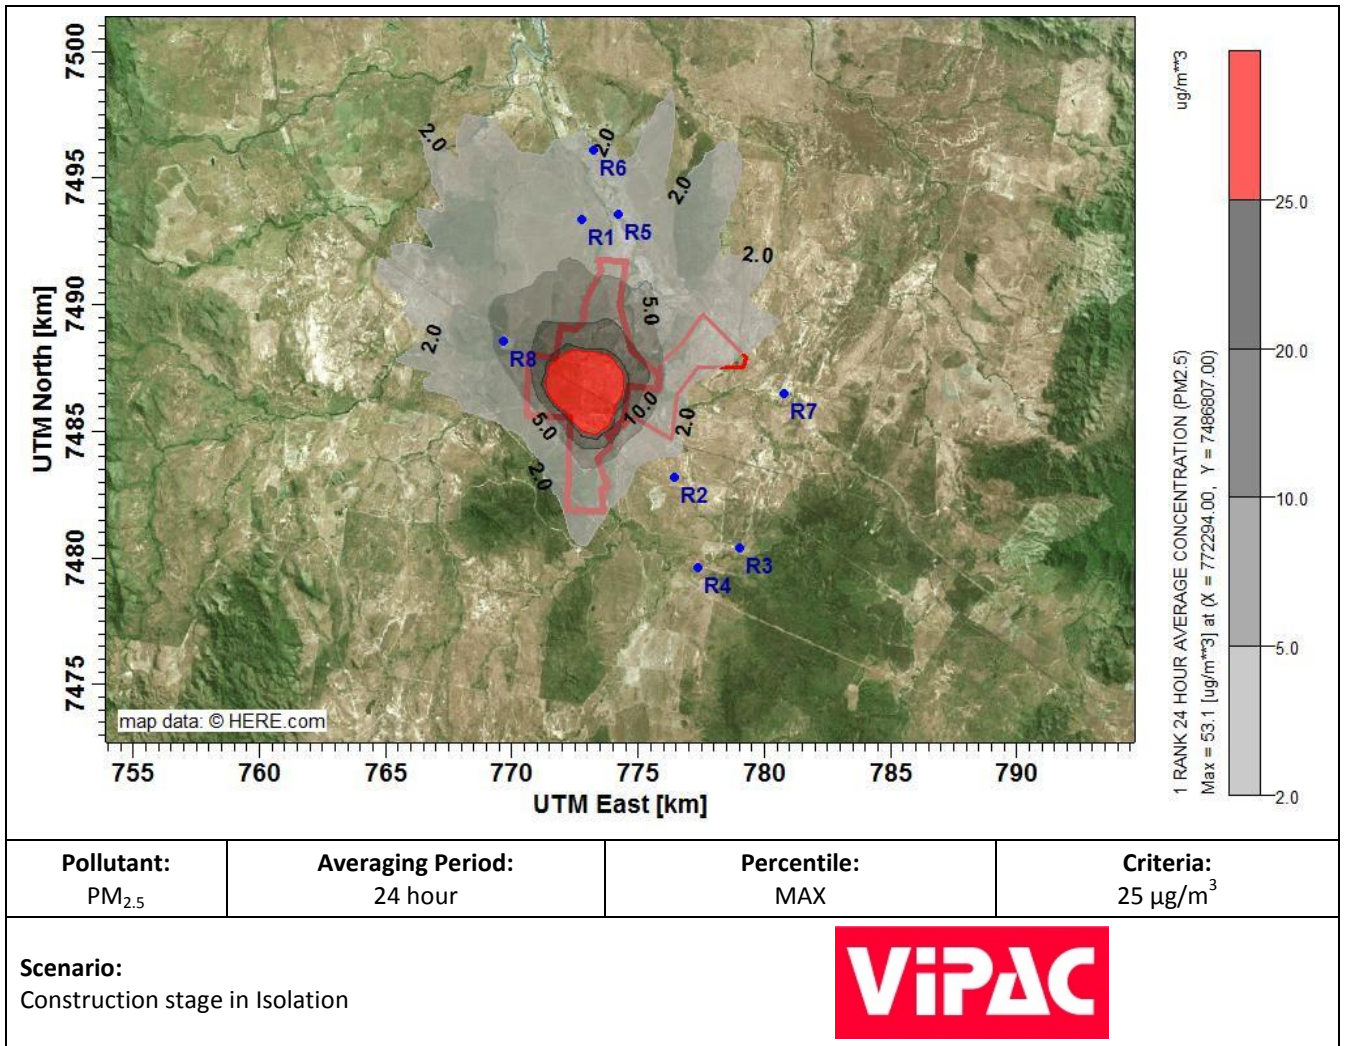 7500
7495
7490
7485
7480
7475
UTM North [km]
2.0
2.0
R6
2.0
R1
R5
2.0
5.0
2.0
R8
R7
10.0
5.0
2.0
2.0
R2
R3
R4
map data: © HERE.com
755
760
765
770
775
780
785
790
UTM East [km]
ug/m**3
1 RANK 24 HOUR AVERAGE CONCENTRATION (PM2.5)
Max = 53.1 [ug/m**3] at (X = 772294.00, Y = 7486807.00)
25.0
20.0
10.0
5.0
2.0
Pollutant:
PM2.5
Averaging Period:
24 hour
Percentile:
MAX
Criteria:
25 µg/m3
Scenario:
Construction stage in Isolation
ViPAC